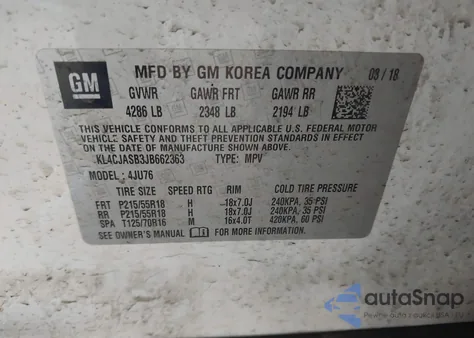 GM
MFD BY GM KOREA COMPANY 03/18
GVWR GAWR FRT GAWR RR
4286 LB 2348 LB 2194 LB
THIS VEHICLE CONFORMS TO ALL APPLICABLE U.S. FEDERAL MOTOR
VEHICLE SAFETY, BUMPER, AND THEFT PREVENTION STANDARDS IN
EFFECT ON THE DATE OF MANUFACTURE SHOWN ABOVE.
KL4CJASB3JB662363 TYPE: MPV
MODEL: 4JU76
TIRE SIZE SPEED RTG RIM COLD TIRE PRESSURE
FRT P215/55R18 H 18x7.0J 240KPA, 35 PSI
RR P215/55R18 H 18x7.0J 240KPA, 35 PSI
SPA T125/70R16 M 16x4.0T 420KPA, 60 PSI
SEE OWNER'S MANUAL FOR MORE INFORMATION.
autoSnap